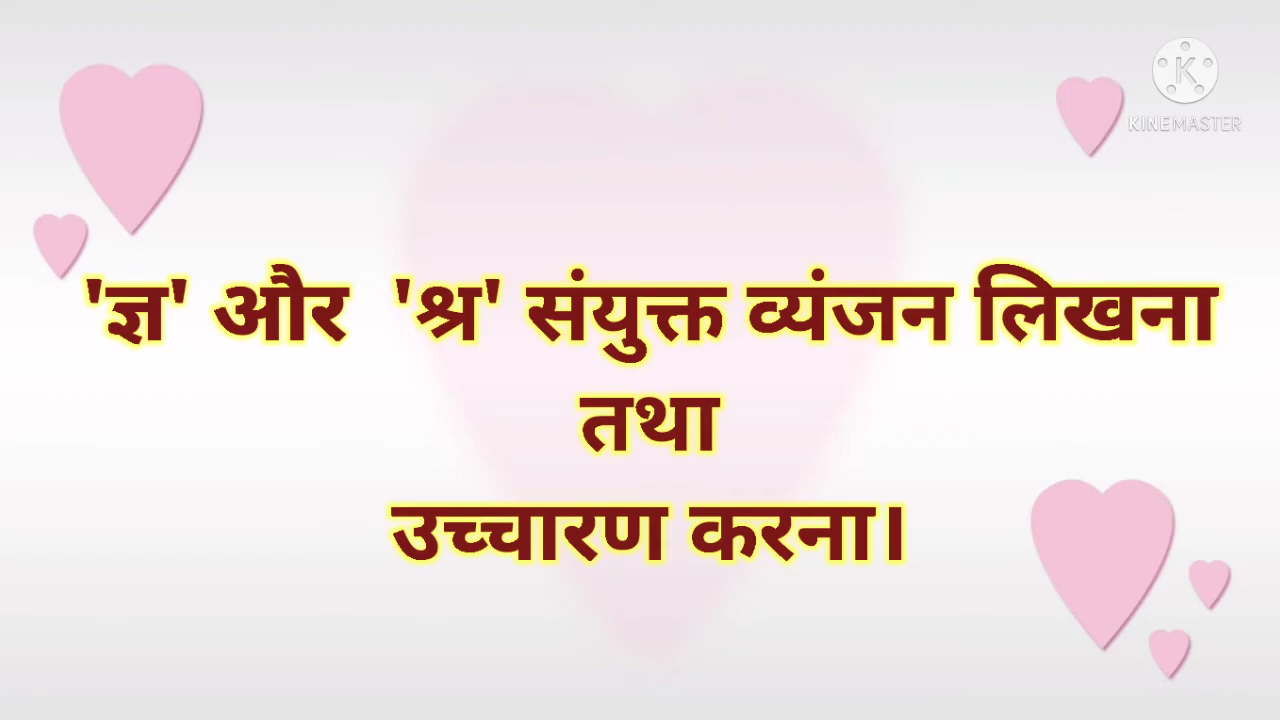 KINEMASTER
'ज्ञ' और 'श्र' संयुक्त व्यंजन लिखना
तथा
उच्चारण करना।